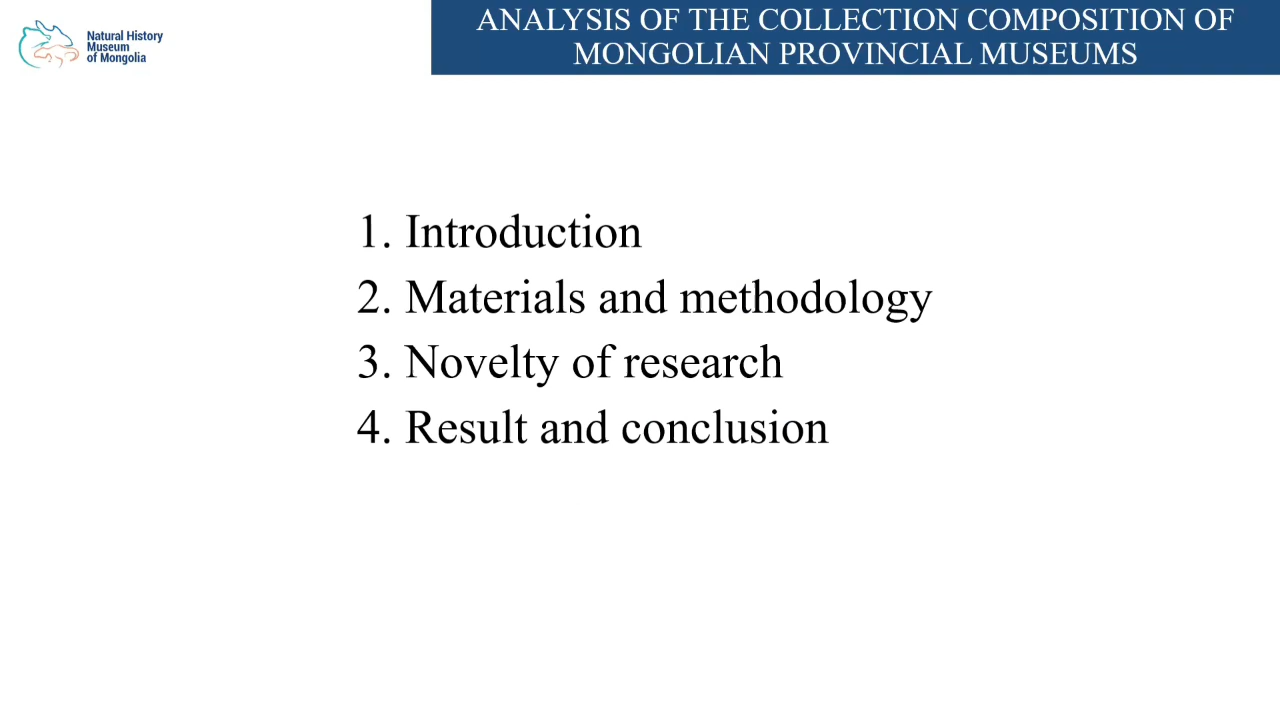 Natural History
Museum
of Mongolia
ANALYSIS OF THE COLLECTION COMPOSITION OF
MONGOLIAN PROVINCIAL MUSEUMS
1. Introduction
2. Materials and methodology
3. Novelty of research
4. Result and conclusion